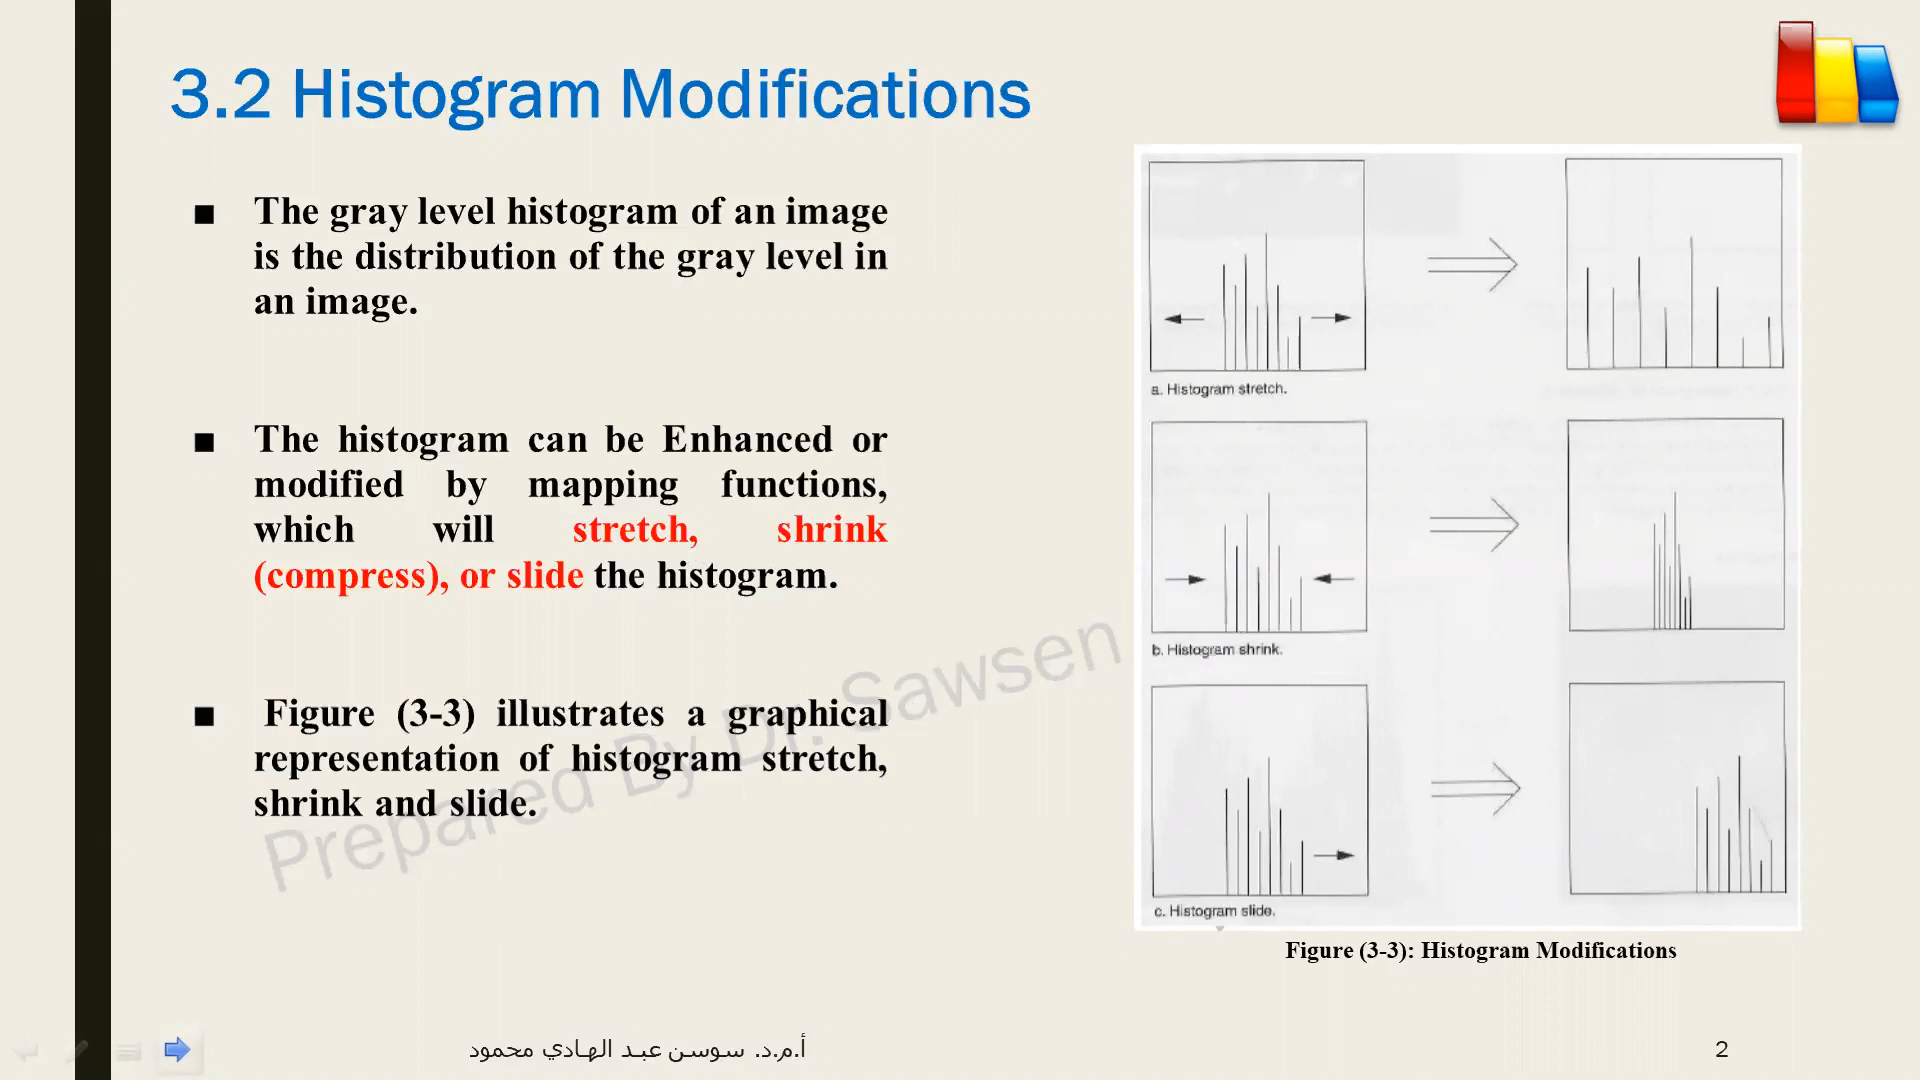 3.2 Histogram Modifications
■ The gray level histogram of an image
is the distribution of the gray level in
an image.
■ The histogram can be Enhanced or
modified by mapping functions,
which will stretch, shrink
(compress), or slide the histogram.
■ Figure (3-3) illustrates a graphical
representation of histogram stretch,
shrink and slide.
Prepared By Dr. Sawsen
a. Histogram stretch.
b. Histogram shrink.
c. Histogram slide.
Figure (3-3): Histogram Modifications
أ.م.د. سوسن عبد الهادي محمود
2